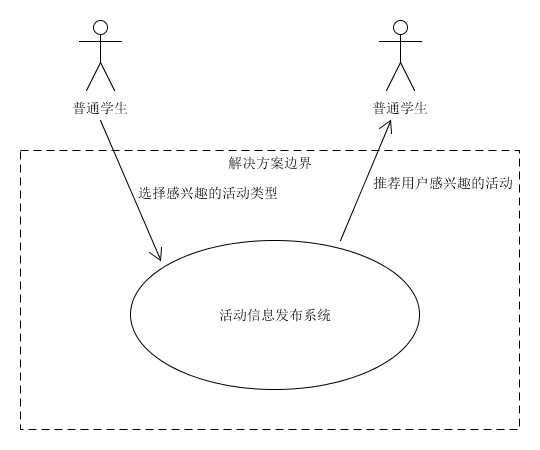 普通学生
普通学生
解决方案边界
选择感兴趣的活动类型
推荐用户感兴趣的活动
活动信息发布系统